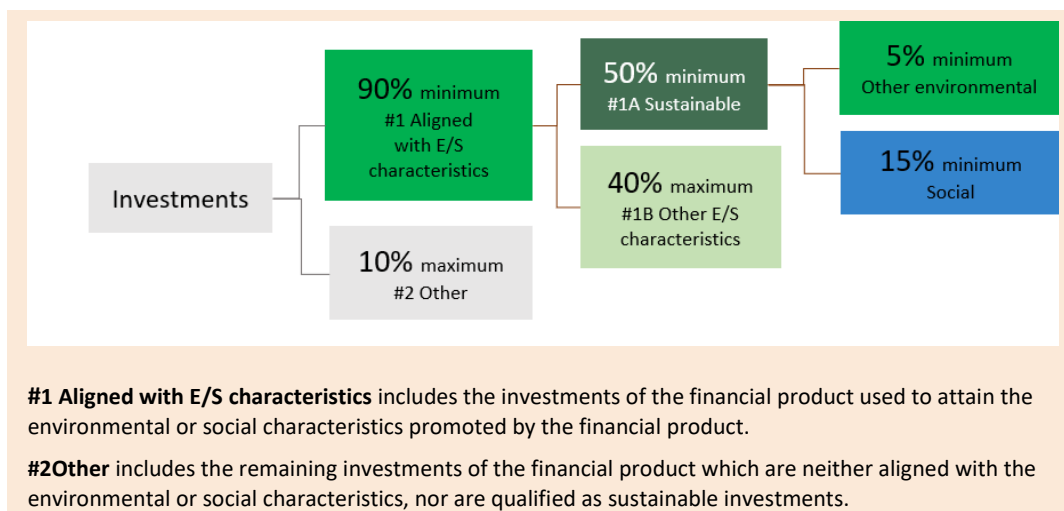 90% minimum
#1 Aligned
with E/S
characteristics
50% minimum
#1A Sustainable
5% minimum
Other environmental
Investments
40% maximum
#1B Other E/S
characteristics
15% minimum
Social
10% maximum
#2 Other
#1 Aligned with E/S characteristics includes the investments of the financial product used to attain the
environmental or social characteristics promoted by the financial product.
#2Other includes the remaining investments of the financial product which are neither aligned with the
environmental or social characteristics, nor are qualified as sustainable investments.